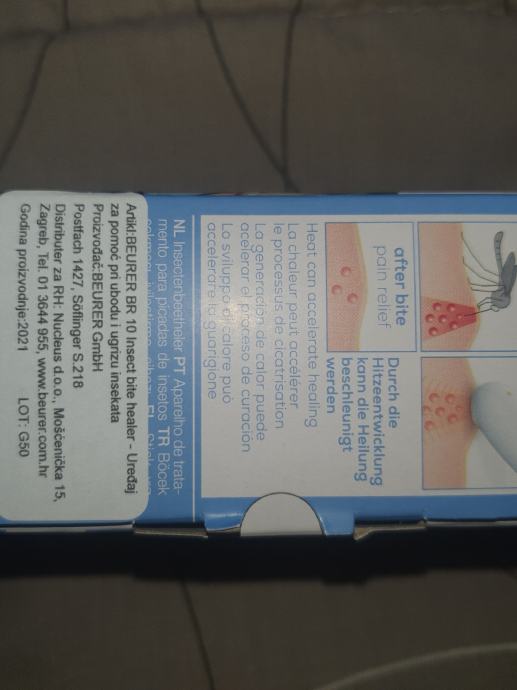 after bite
pain relief
Durch die
Hitzeentwicklung
kann die Heilung
beschleunigt
werden
Heat can accelerate healing
La chaleur peut accélérer
le processus de cicatrisation
La generación de calor puede
acelerar el proceso de curación
Lo sviluppo di calore può
accelerare la guarigione
NL Insectenbeetheler PT Aparelho de trata-
mento para picadas de insetos TR Böcek
Artikl:BEURER BR 10 Insect bite healer - Uređaj
za pomoć pri ubodu i ugrizu insekata
Proizvođač:BEURER GmbH
Postfach 1427, Söflinger S.218
Distributer za RH: Nucleus d.o.o., Mošćenička 15,
Zagreb, Tel. 01 3644 955, www.beurer.com.hr
Godina proizvodnje:2021 LOT: G50